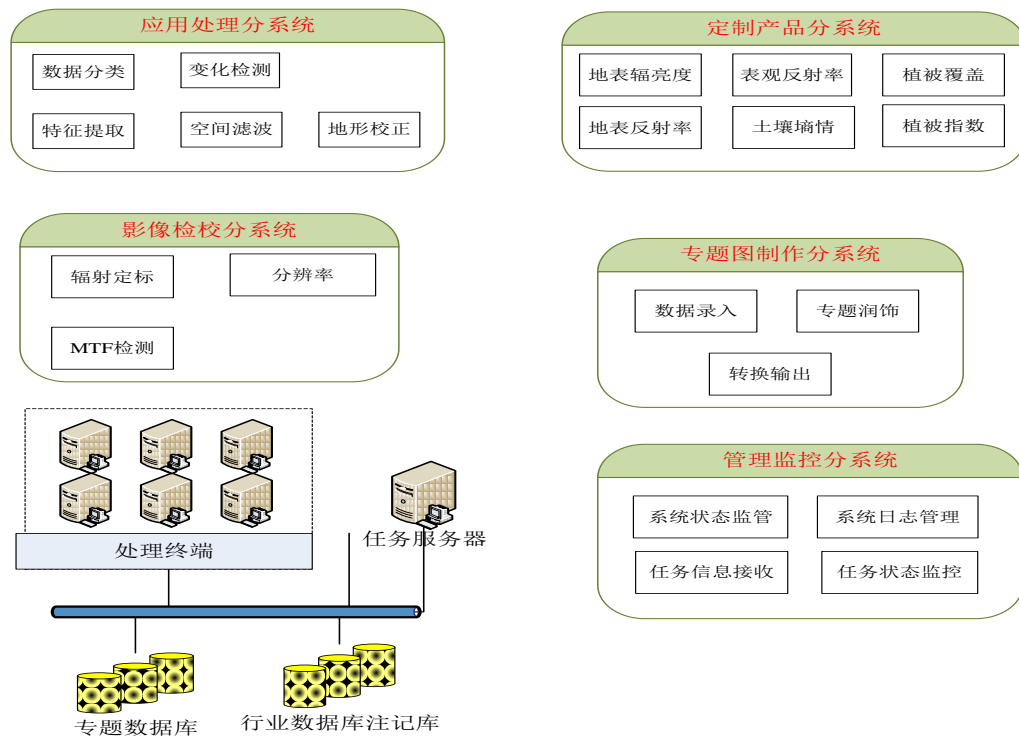 应用处理分系统
数据分类
变化检测
特征提取
空间滤波
地形校正
定制产品分系统
地表辐亮度
表观反射率
植被覆盖
地表反射率
土壤墒情
植被指数
影像检校分系统
辐射定标
分辨率
MTF检测
专题图制作分系统
数据录入
专题润饰
转换输出
处理终端
任务服务器
管理监控分系统
系统状态监管
系统日志管理
任务信息接收
任务状态监控
专题数据库
行业数据库注记库